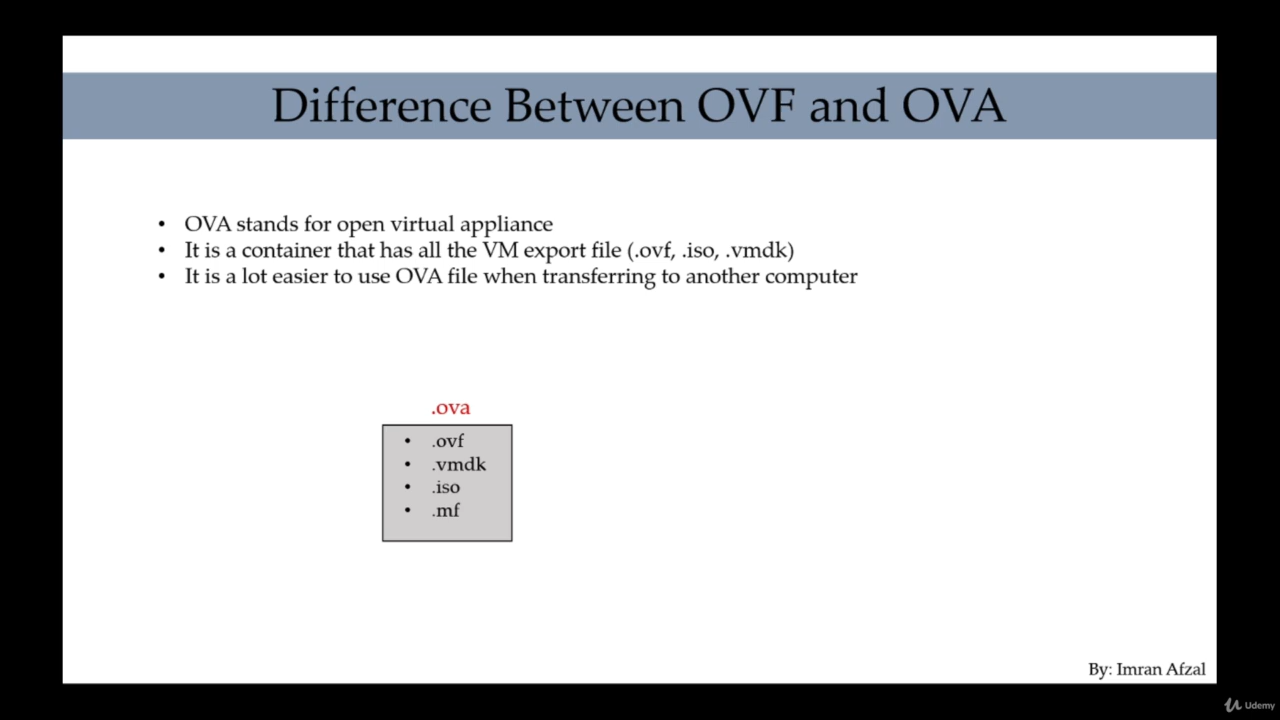 Difference Between OVF and OVA
• OVA stands for open virtual appliance
• It is a container that has all the VM export file (.ovf, .iso, .vmdk)
• It is a lot easier to use OVA file when transferring to another computer
.ova
• .ovf
• .vmdk
• .iso
• .mf
By: Imran Afzal
Udemy